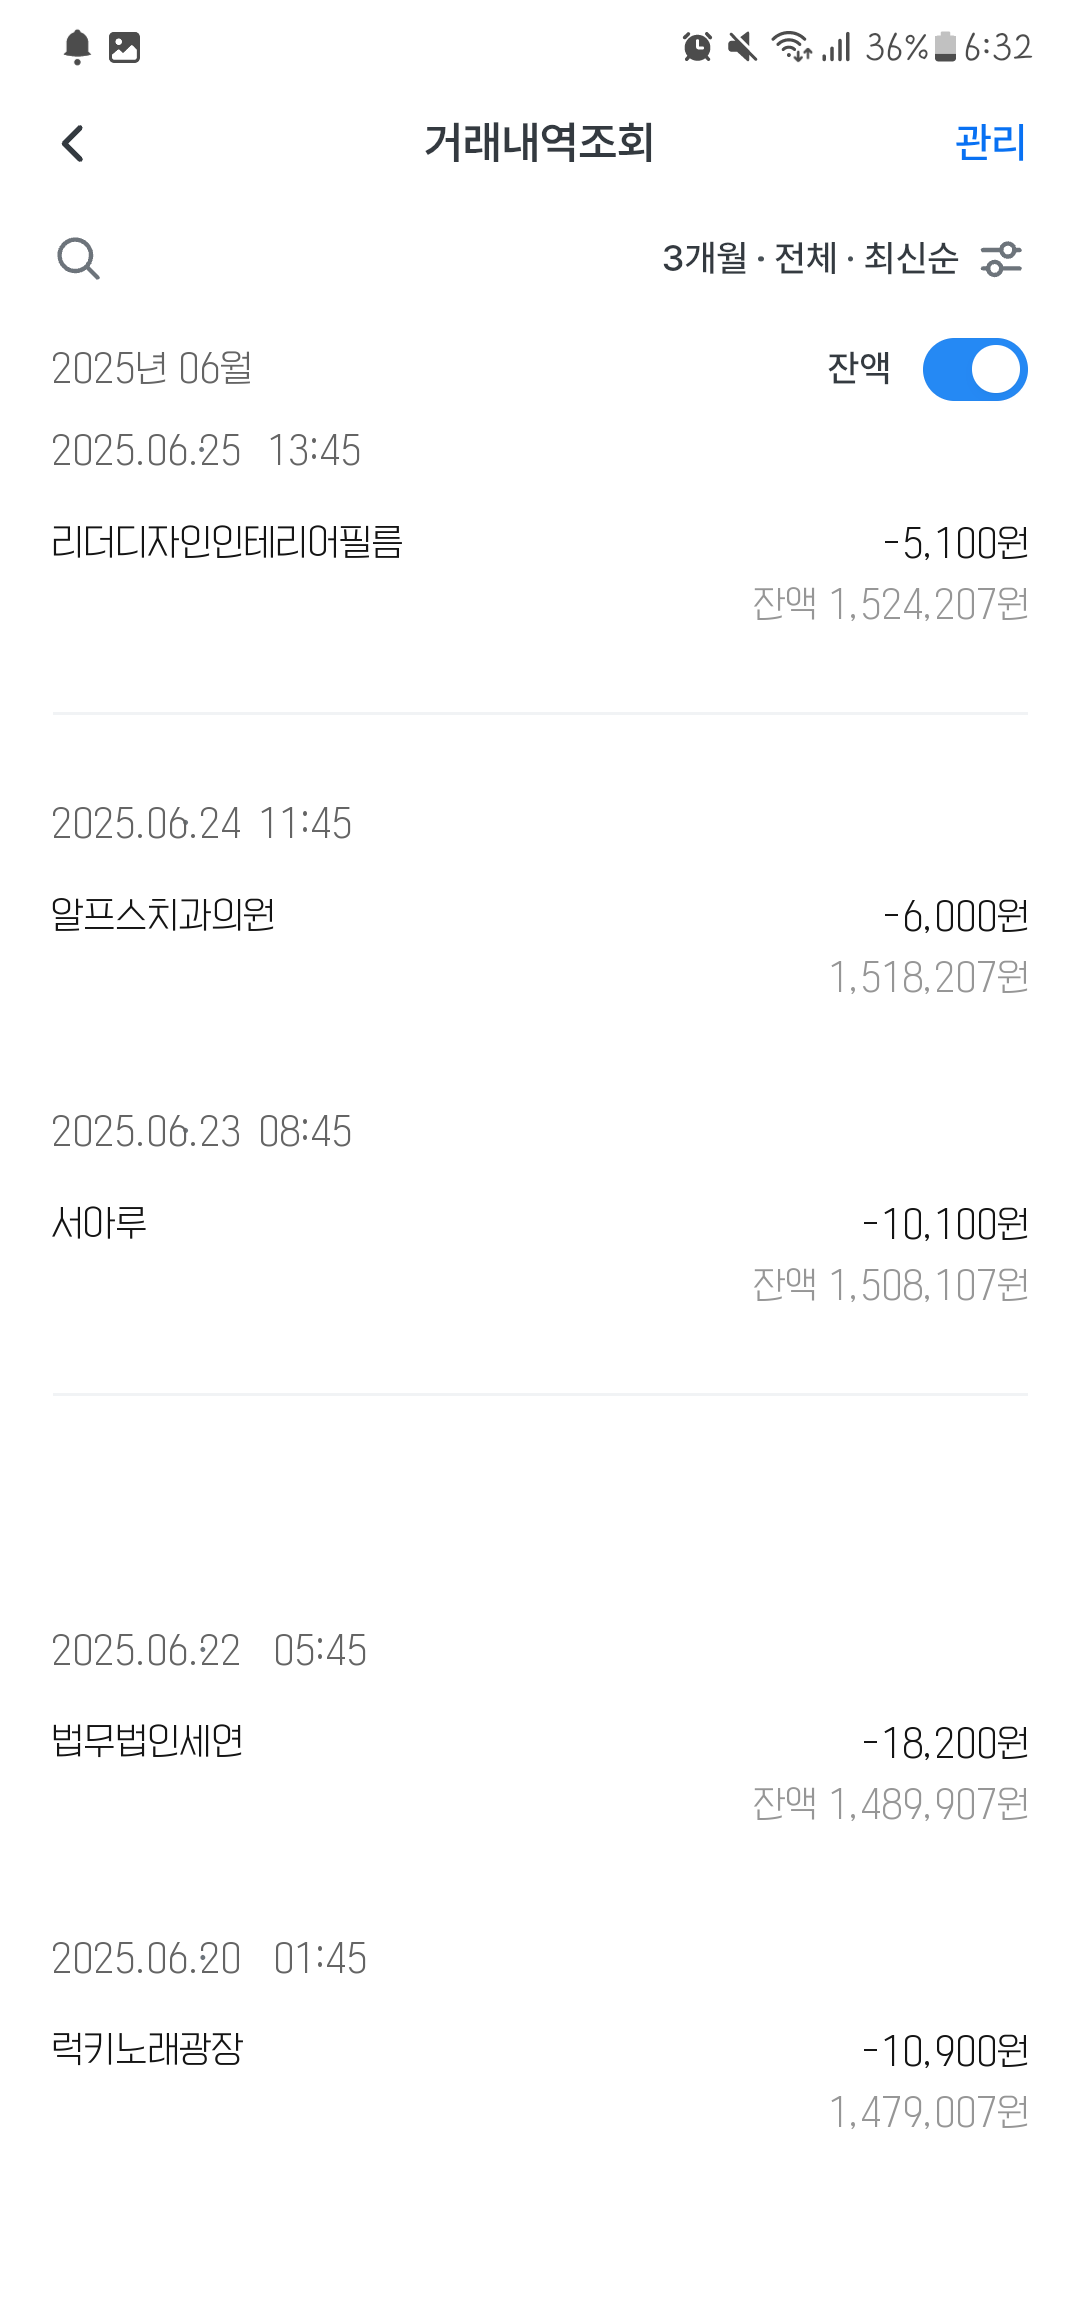 36% 6:32
거래내역조회 관리
3개월 · 전체 · 최신순
2025년 06월 잔액
2025.06.25 13:45
리더디자인인테리어필름 -5,100원
잔액 1,524,207원
2025.06.24 11:45
알프스치과의원 -6,000원
1,518,207원
2025.06.23 08:45
서아루 -10,100원
잔액 1,508,107원
2025.06.22 05:45
법무법인세연 -18,200원
잔액 1,489,907원
2025.06.20 01:45
럭키노래광장 -10,900원
1,479,007원